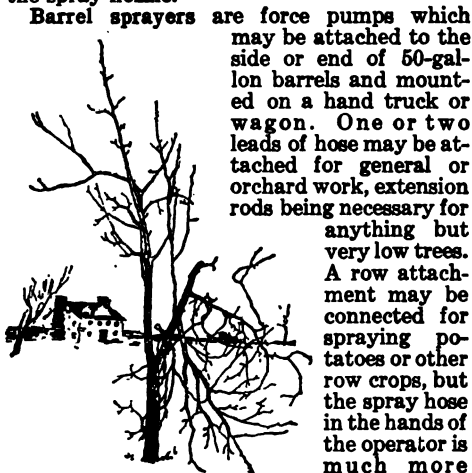 the spray nozzle.
Barrel sprayers are force pumps which
may be attached to the
side or end of 50-gal-
lon barrels and mount-
ed on a hand truck or
wagon. One or two
leads of hose may be at-
tached for general or
orchard work, extension
rods being necessary for
anything but
very low trees.
A row attach-
ment may be
connected for
spraying po-
tatoes or other
row crops, but
the spray hose
in the hands of
the operator is
much more